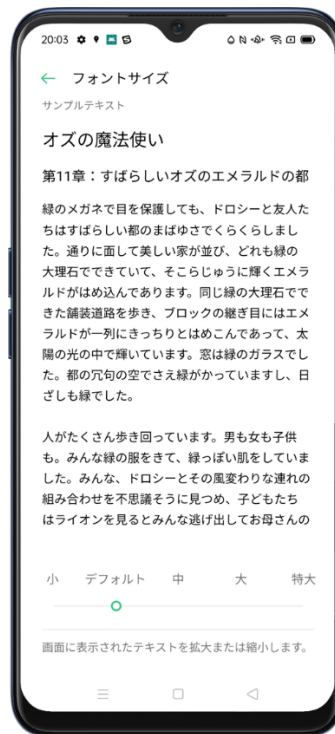 20:03
フォントサイズ
サンプルテキスト
オズの魔法使い
第11章：すばらしいオズのエメラルドの都
緑のメガネで目を保護しても、ドロシーと友人た
ちはすばらしい都のまばゆさでくらくらしまし
た。通りに面して美しい家が並び、どれも緑の
大理石でできていて、そこらじゅうに輝くエメラ
ルドがはめ込んであります。同じ緑の大理石でで
きた舗装道路を歩き、ブロックの継ぎ目にはエメ
ラルドが一列にきっちりとはめこんであって、太
陽の光の中で輝いています。窓は緑のガラスでし
た。都の冗句の空でさえ緑がかっていますし、日
ざしも緑でした。
人がたくさん歩き回っています。男も女も子供
も。みんな緑の服をきて、緑っぽい肌をしていま
した。みんな、ドロシーとその風変わりな連れの
組み合わせを不思議そうに見つめ、子どもたち
はライオンを見るとみんな逃げ出してお母さんの
小 デフォルト 中 大 特大
画面に表示されたテキストを拡大または縮小します。